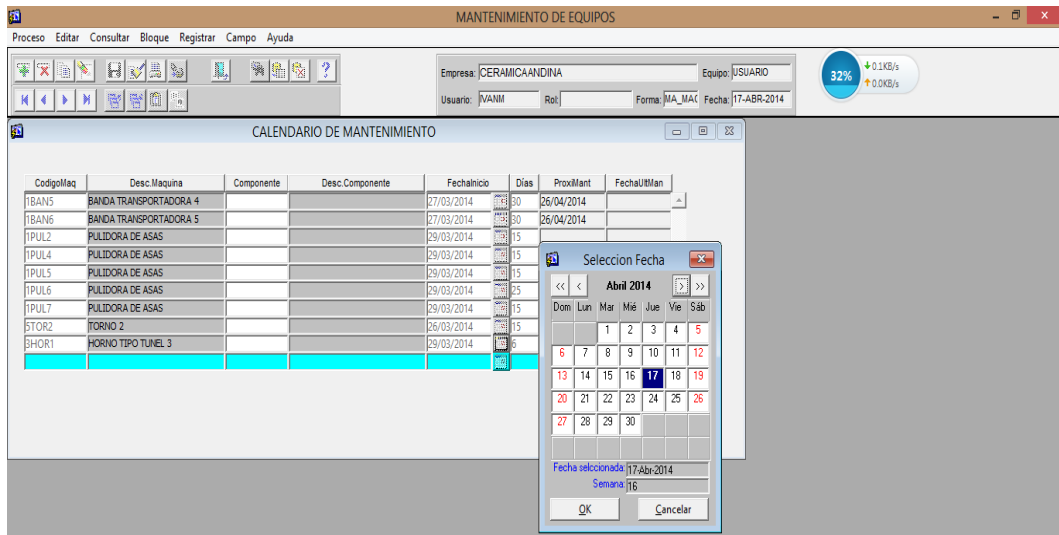 MANTENIMIENTO DE EQUIPOS
Proceso Editar Consultar Bloque Registrar Campo Ayuda
Empresa: CERAMICAANDINA Equipo: USUARIO
Usuario: IVANM Rol: Forma: MA_MAC Fecha: 17-ABR-2014
32% 0.1KB/s
0.0KB/s
CALENDARIO DE MANTENIMIENTO
CodigoMaq Desc.Maquina Componente Desc.Componente FechaInicio Días ProxiMant FechaUltMan
1BAN5 BANDA TRANSPORTADORA 4 27/03/2014 30 26/04/2014
1BAN6 BANDA TRANSPORTADORA 5 27/03/2014 30 26/04/2014
1PUL2 PULIDORA DE ASAS 29/03/2014 15
1PUL4 PULIDORA DE ASAS 29/03/2014 15
1PUL5 PULIDORA DE ASAS 29/03/2014 15
1PUL6 PULIDORA DE ASAS 29/03/2014 25
1PUL7 PULIDORA DE ASAS 29/03/2014 15
5TOR2 TORNO 2 26/03/2014 15
3HOR1 HORNO TIPO TUNEL 3 29/03/2014 6
Seleccion Fecha
<< < Abril 2014 > >>
Dom Lun Mar Mié Jue Vie Sáb
1 2 3 4 5
6 7 8 9 10 11 12
13 14 15 16 17 18 19
20 21 22 23 24 25 26
27 28 29 30
Fecha selccionada: 17-Abr-2014
Semana: 16
OK Cancelar